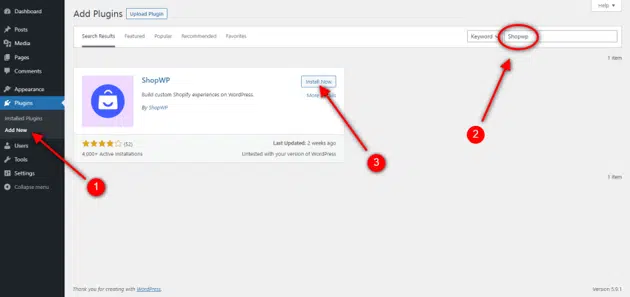 Help
Dashboard
Posts
Media
Pages
Comments
Appearance
Plugins
Installed Plugins
Add New
Users
Tools
Settings
Collapse menu
Add Plugins Upload Plugin
Search Results Featured Popular Recommended Favorites Keyword Shopwp
1 item
ShopWP
Install Now
Build custom Shopify experiences on WordPress.
More Details
By ShopWP
(52) Last Updated: 2 weeks ago
4,000+ Active Installations Untested with your version of WordPress
1 item
1
2
3
Thank you for creating with WordPress. Version 5.9.1